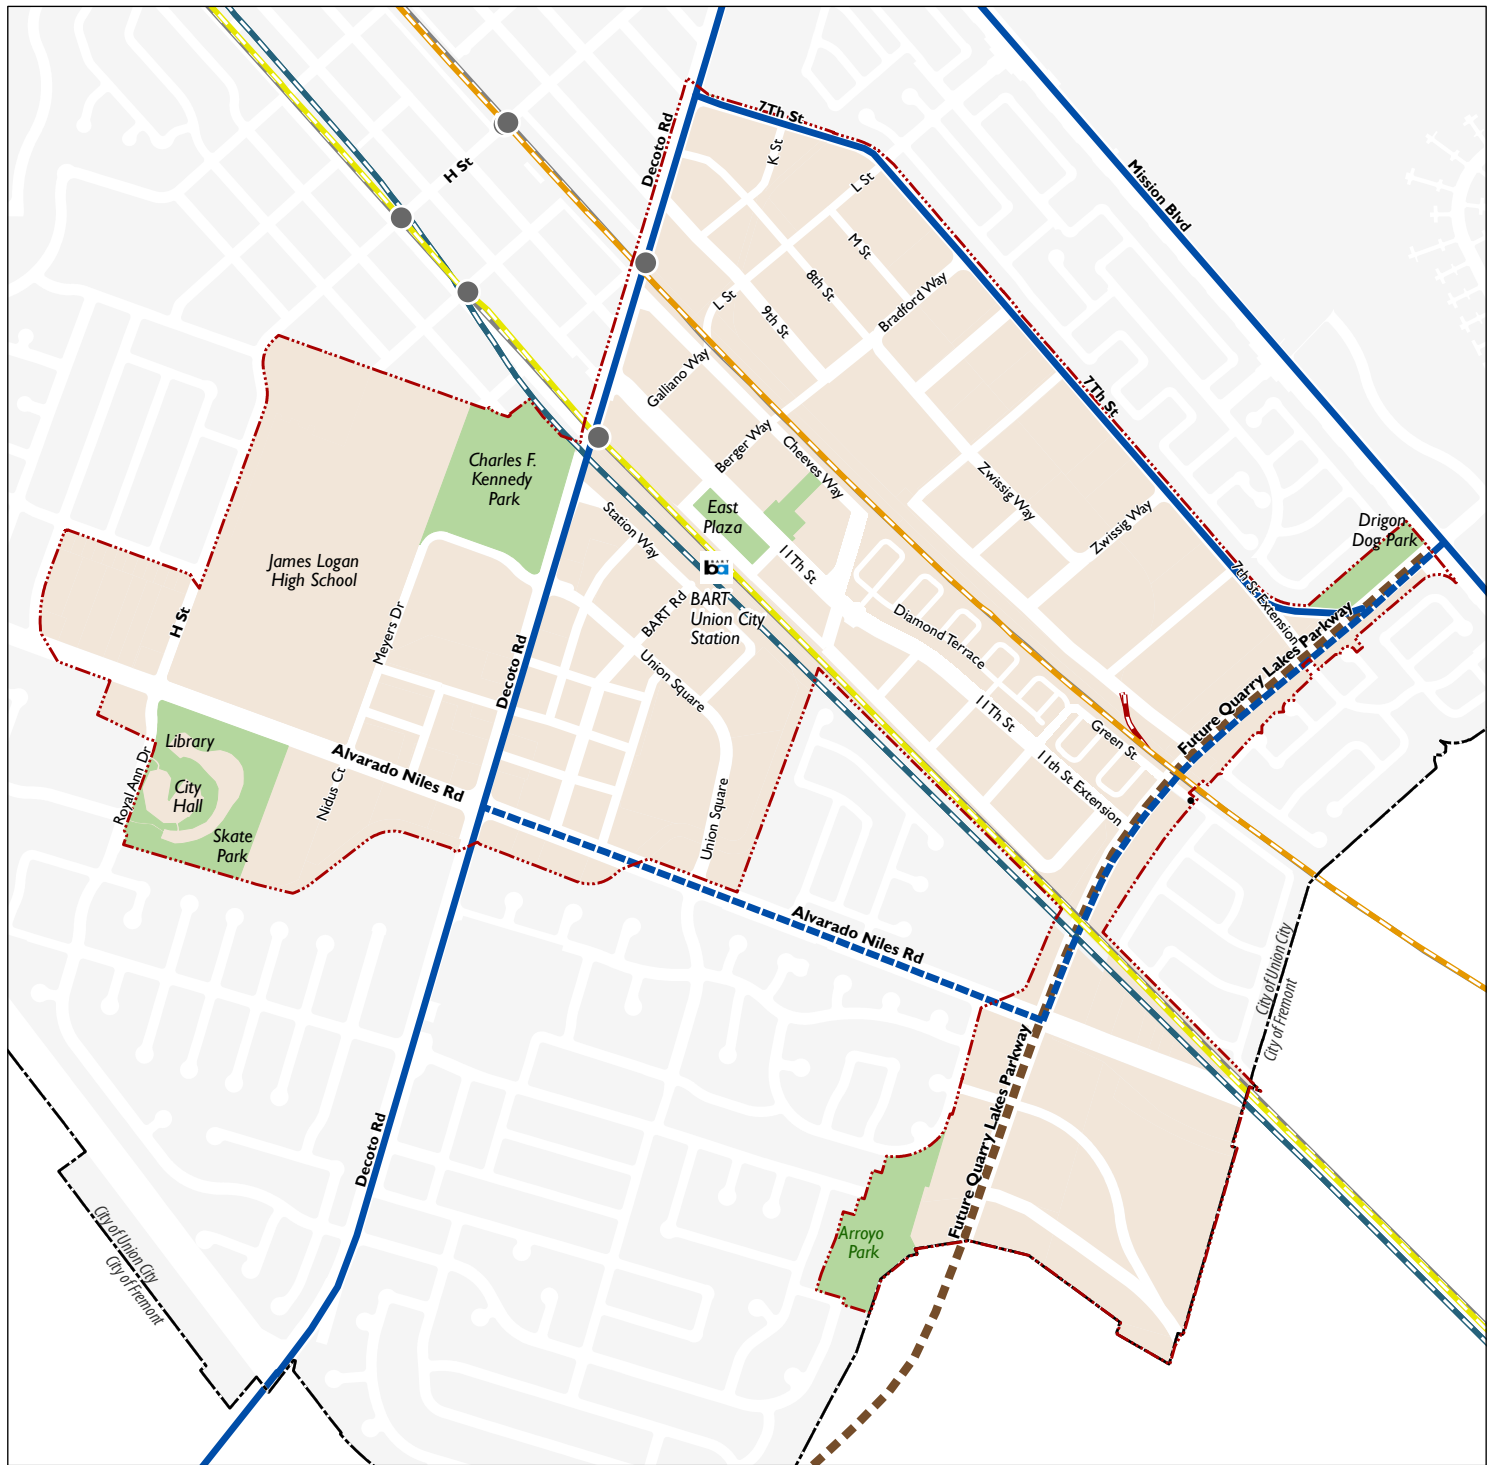 7Th St
Decoto Rd
K St
H St
Mission Blvd
L St
M St
8th St
Bradford Way
L St
9th St
Galliano Way
7Th St
Berger Way
Cheeves Way
Charles F.
Kennedy
Park
Zwissig Way
East
Plaza
Station Way
Zwissig Way
Drigon
Dog Park
James Logan
High School
11Th St
ba
BART
Union City
Station
BART Rd
7th St Extension
H St
Meyers Dr
Diamond Terrace
Future Quarry Lakes Parkway
Decoto Rd
Union Square
11Th St
Green St
Library
Royal Ann Dr
City
Hall
Alvarado Niles Rd
Nidus Ct
11th St Extension
Union Square
Skate
Park
Alvarado Niles Rd
City of Union City
City of Fremont
Future Quarry Lakes Parkway
Decoto Rd
Arroyo
Park
City of Union City
City of Fremont